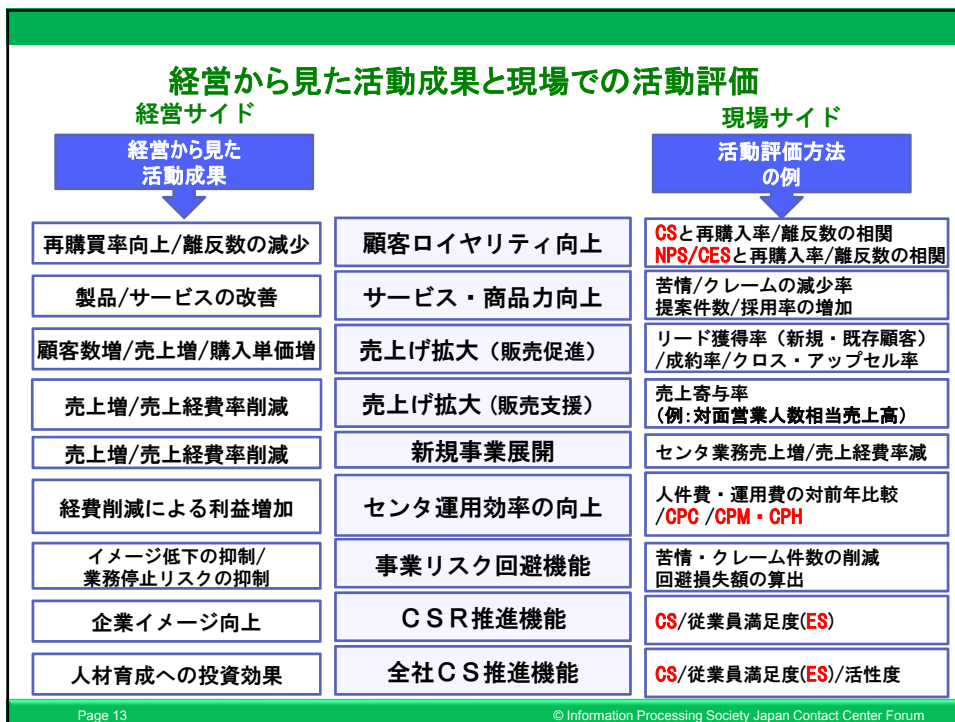 経営から見た活動成果と現場での活動評価
経営サイド
現場サイド
経営から見た
活動成果
活動評価方法
の例
再購買率向上/離反数の減少
顧客ロイヤリティ向上
CSと再購入率/離反数の相関
NPS/CESと再購入率/離反数の相関
製品/サービスの改善
サービス・商品力向上
苦情/クレームの減少率
提案件数/採用率の増加
顧客数増/売上増/購入単価増
売上げ拡大（販売促進）
リード獲得率（新規・既存顧客）
/成約率/クロス・アップセル率
売上増/売上経費率削減
売上げ拡大（販売支援）
売上寄与率
（例：対面営業人数相当売上高）
売上増/売上経費率削減
新規事業展開
センタ業務売上増/売上経費率減
経費削減による利益増加
センタ運用効率の向上
人件費・運用費の対前年比較
/CPC /CPM・CPH
イメージ低下の抑制/
業務停止リスクの抑制
事業リスク回避機能
苦情・クレーム件数の削減
回避損失額の算出
企業イメージ向上
ＣＳＲ推進機能
CS/従業員満足度(ES)
人材育成への投資効果
全社ＣＳ推進機能
CS/従業員満足度(ES)/活性度
Page 13
© Information Processing Society Japan Contact Center Forum